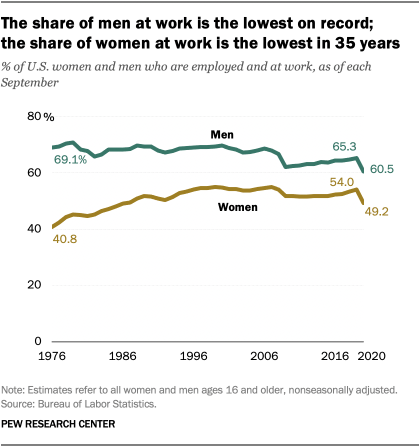 The share of men at work is the lowest on record;
the share of women at work is the lowest in 35 years
% of U.S. women and men who are employed and at work, as of each
September
80 %
Men
65.3
69.1%
60.5
60
54.0
Women
49.2
40
40.8
20
0
1976 1986 1996 2006 2016 2020
Note: Estimates refer to all women and men ages 16 and older, nonseasonally adjusted.
Source: Bureau of Labor Statistics.
PEW RESEARCH CENTER